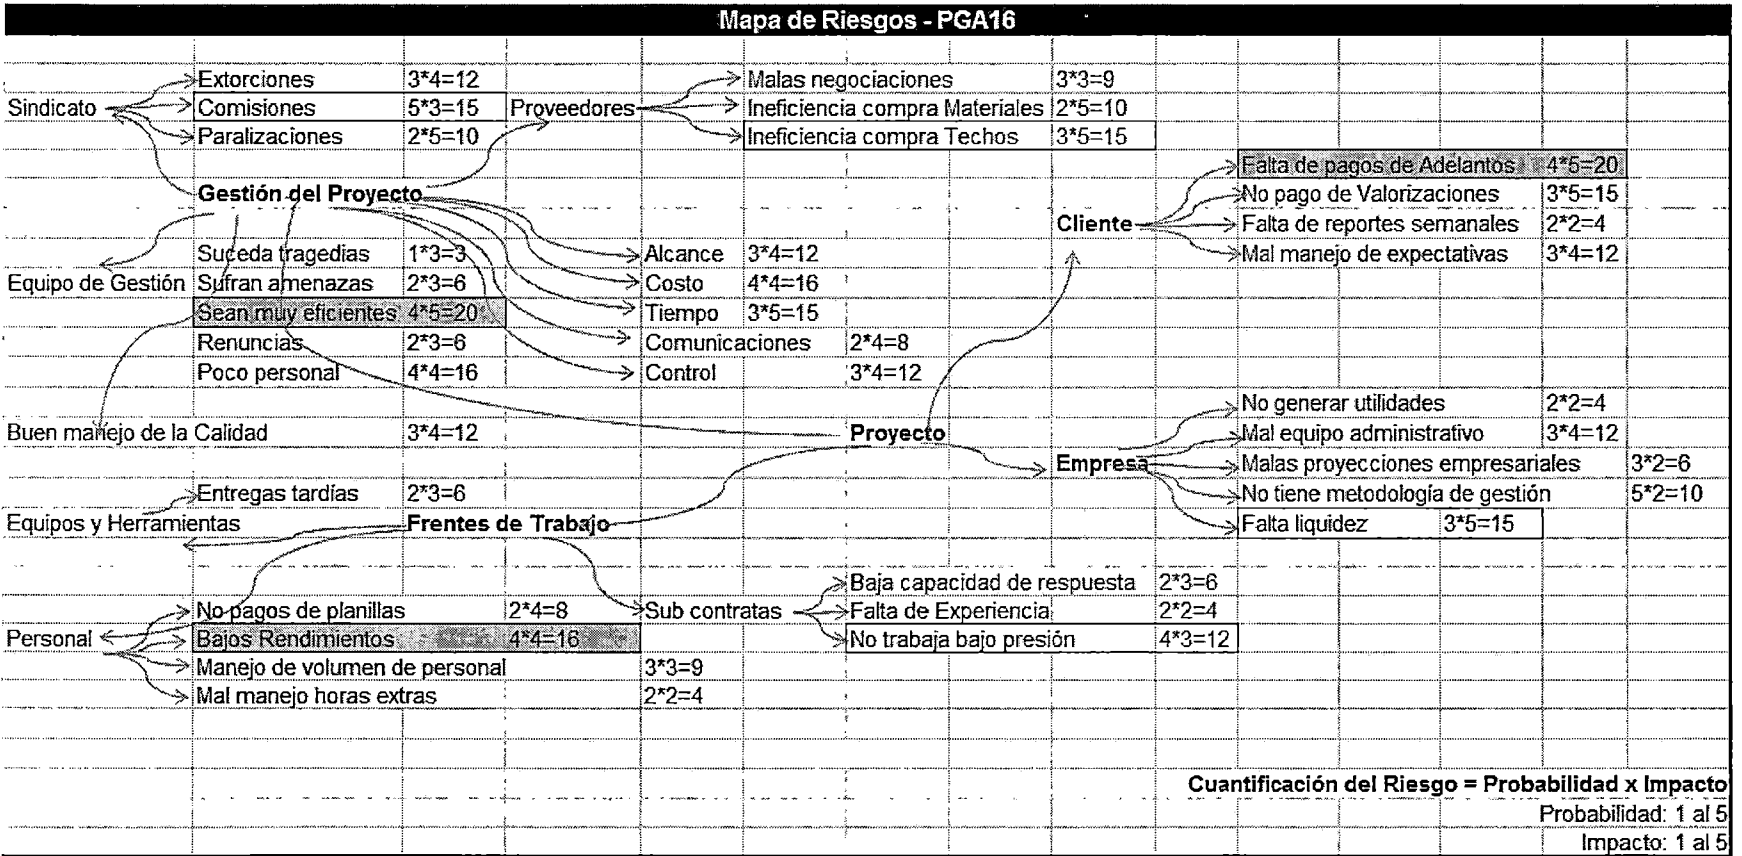 Mapa de Riesgos - PGA16
Extorciones 3*4=12 Malas negociaciones 3*3=9
Sindicato Comisiones 5*3=15 Proveedores Ineficiencia compra Materiales 2*5=10
Paralizaciones 2*5=10 Ineficiencia compra Techos 3*5=15
Falta de pagos de Adelantos 4*5=20
Gestión del Proyecto No pago de Valorizaciones 3*5=15
Cliente Falta de reportes semanales 2*2=4
Suceda tragedias 1*3=3 Alcance 3*4=12 Mal manejo de expectativas 3*4=12
Equipo de Gestión Sufran amenazas 2*3=6 Costo 4*4=16
Sean muy eficientes 4*5=20 Tiempo 3*5=15
Renuncias 2*3=6 Comunicaciones 2*4=8
Poco personal 4*4=16 Control 3*4=12
No generar utilidades 2*2=4
Buen manejo de la Calidad 3*4=12 Proyecto Mal equipo administrativo 3*4=12
Empresa Malas proyecciones empresariales 3*2=6
Entregas tardías 2*3=6 No tiene metodología de gestión 5*2=10
Equipos y Herramientas Frentes de Trabajo Falta liquidez 3*5=15
Baja capacidad de respuesta 2*3=6
No pagos de planillas 2*4=8 Sub contratas Falta de Experiencia 2*2=4
Personal Bajos Rendimientos 4*4=16 No trabaja bajo presión 4*3=12
Manejo de volumen de personal 3*3=9
Mal manejo horas extras 2*2=4
Cuantificación del Riesgo = Probabilidad x Impacto
Probabilidad: 1 al 5
Impacto: 1 al 5